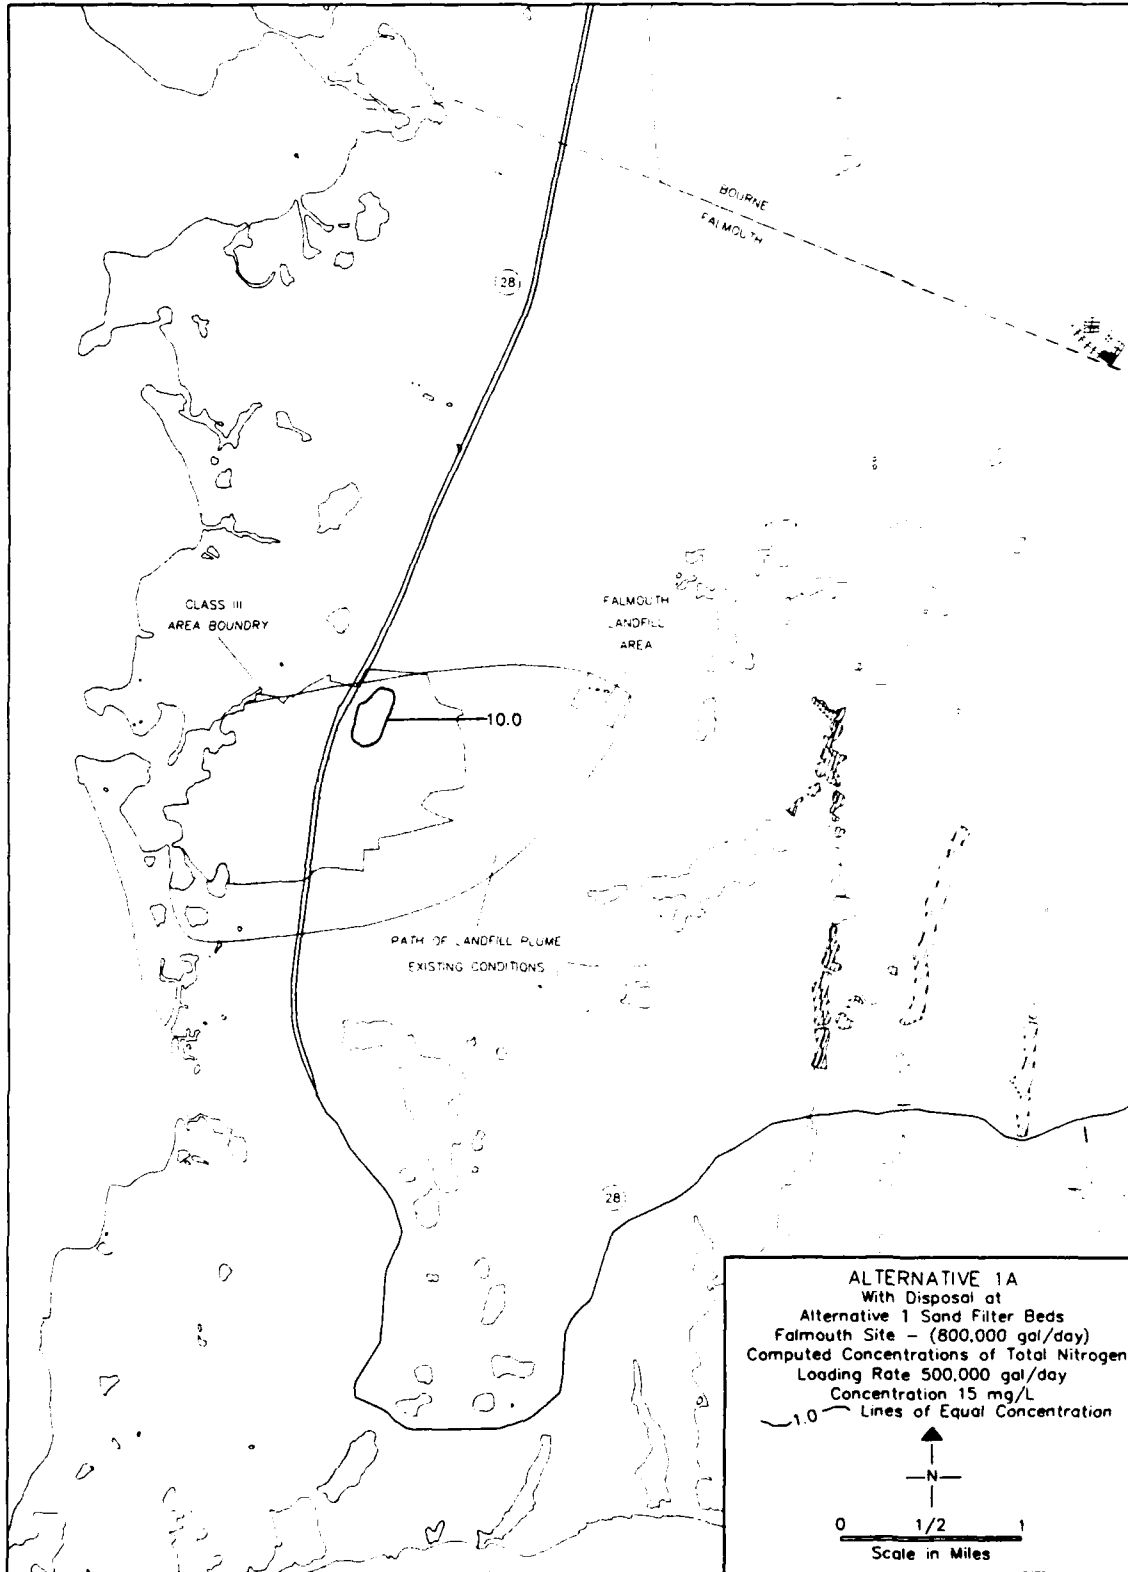 BOURNE
FALMOUTH
28
CLASS III
AREA BOUNDRY
FALMOUTH
LANDFILL
AREA
10.0
PATH OF LANDFILL PLUME
EXISTING CONDITIONS
28
ALTERNATIVE 1A
With Disposal at
Alternative 1 Sand Filter Beds
Falmouth Site - (800,000 gal/day)
Computed Concentrations of Total Nitrogen
Loading Rate 500,000 gal/day
Concentration 15 mg/L
1.0 Lines of Equal Concentration
N
0 1/2 1
Scale in Miles